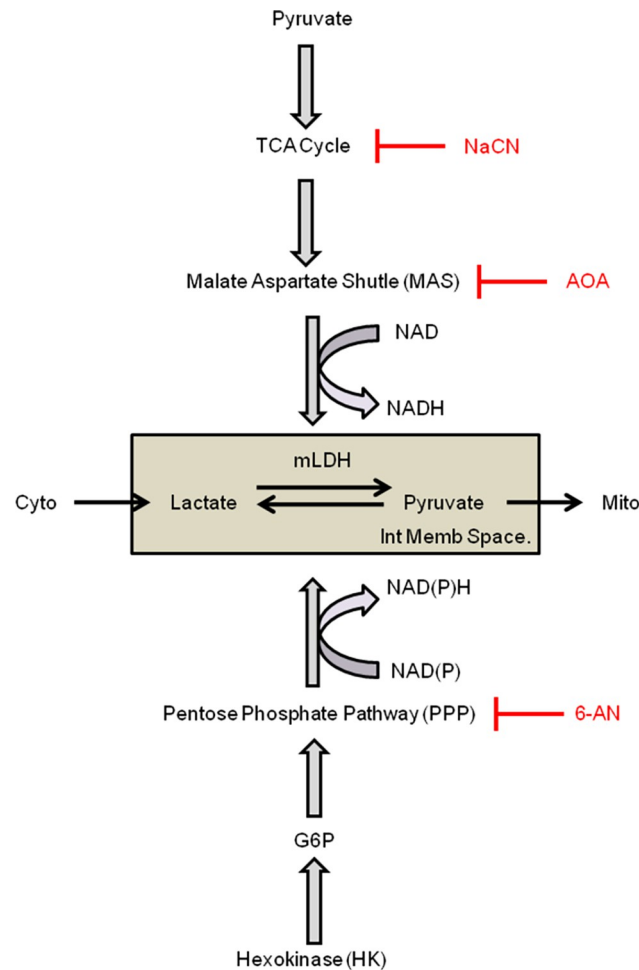 Pyruvate
TCA Cycle
NaCN
Malate Aspartate Shutle (MAS)
AOA
NAD
NADH
mLDH
Cyto
Lactate
Pyruvate
Mito
Int Memb Space.
NAD(P)H
NAD(P)
Pentose Phosphate Pathway (PPP)
6-AN
G6P
Hexokinase (HK)